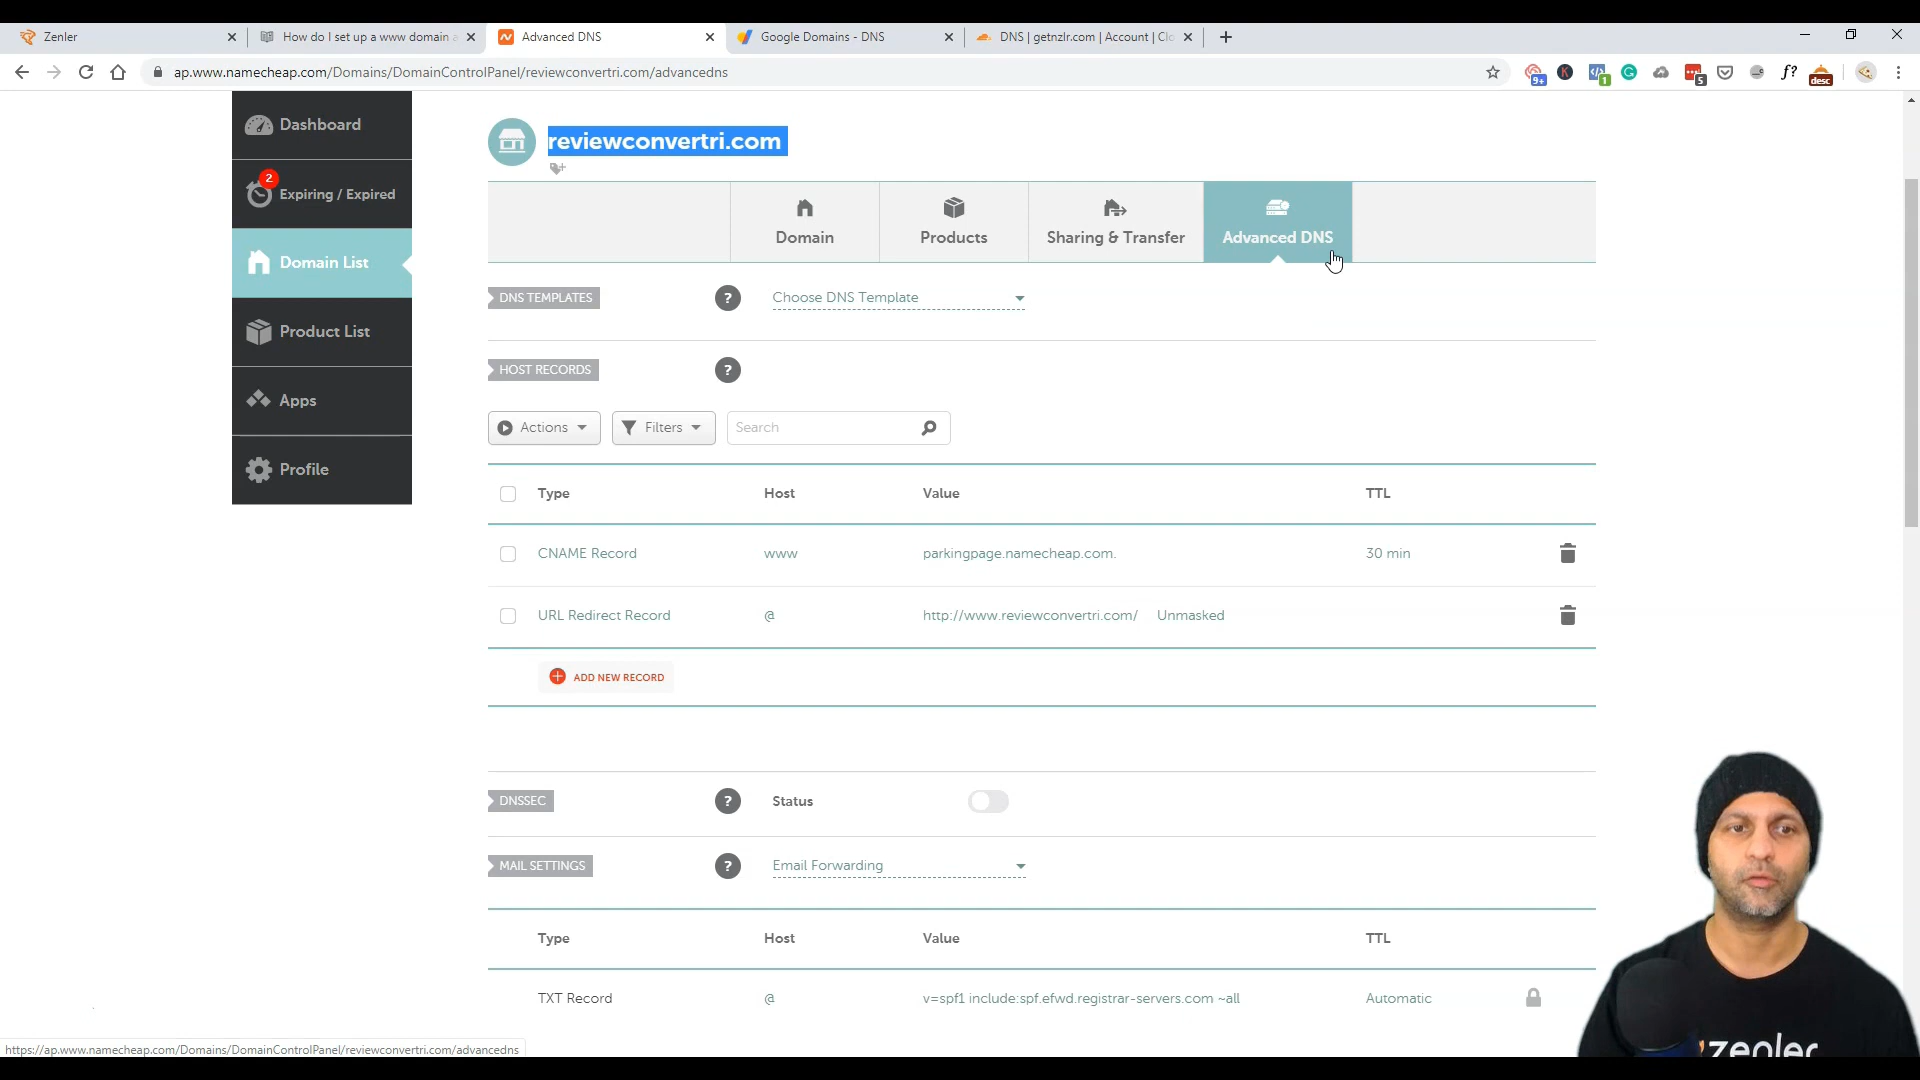 Zenler
How do I set up a www domain a
Advanced DNS
Google Domains - DNS
DNS | getnzlr.com | Account | Clo
ap.www.namecheap.com/Domains/DomainControlPanel/reviewconvertri.com/advancedns
9+
K
1
G
5
f?
desc
Dashboard
2
Expiring / Expired
Domain List
Product List
Apps
Profile
reviewconvertri.com
Domain
Products
Sharing & Transfer
Advanced DNS
DNS TEMPLATES
?
Choose DNS Template
HOST RECORDS
?
Actions
Filters
Search
Type Host Value TTL
CNAME Record www parkingpage.namecheap.com. 30 min
URL Redirect Record @ http://www.reviewconvertri.com/ Unmasked
ADD NEW RECORD
DNSSEC
?
Status
MAIL SETTINGS
?
Email Forwarding
Type Host Value TTL
TXT Record @ v=spf1 include:spf.efwd.registrar-servers.com ~all Automatic
https://ap.www.namecheap.com/Domains/DomainControlPanel/reviewconvertri.com/advancedns
zenler